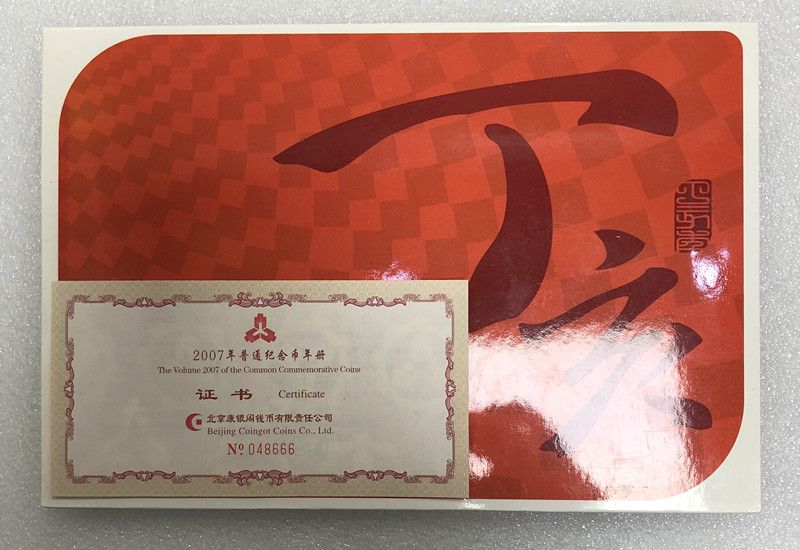 丁亥
2007年普通纪念币年册
The Volume 2007 of the Common Commemorative Coins
证书 Certificate
北京康银阁钱币有限责任公司
Beijing Coingot Coins Co., Ltd.
Nº 048666